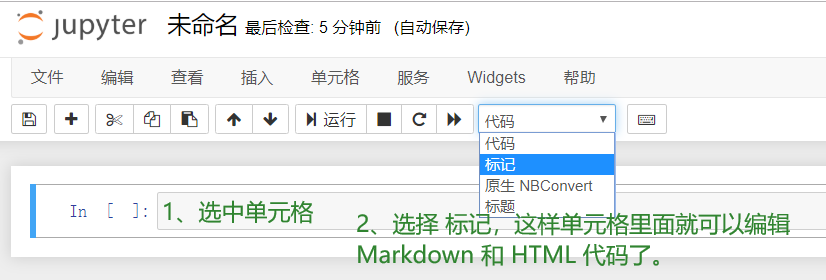 jupyter 未命名 最后检查: 5 分钟前 (自动保存)
文件 编辑 查看 插入 单元格 服务 Widgets 帮助
运行 代码
代码
标记
原生 NBConvert
标题
In [ ]: 1、选中单元格
2、选择 标记，这样单元格里面就可以编辑
Markdown 和 HTML 代码了。